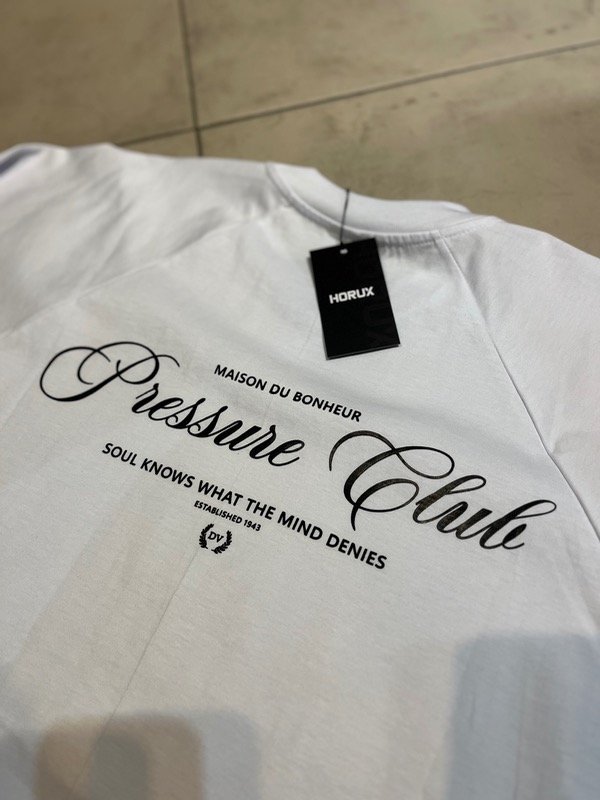 HORUX
MAISON DU BONHEUR
Pressure Club
SOUL KNOWS WHAT THE MIND DENIES
ESTABLISHED 1943
DV